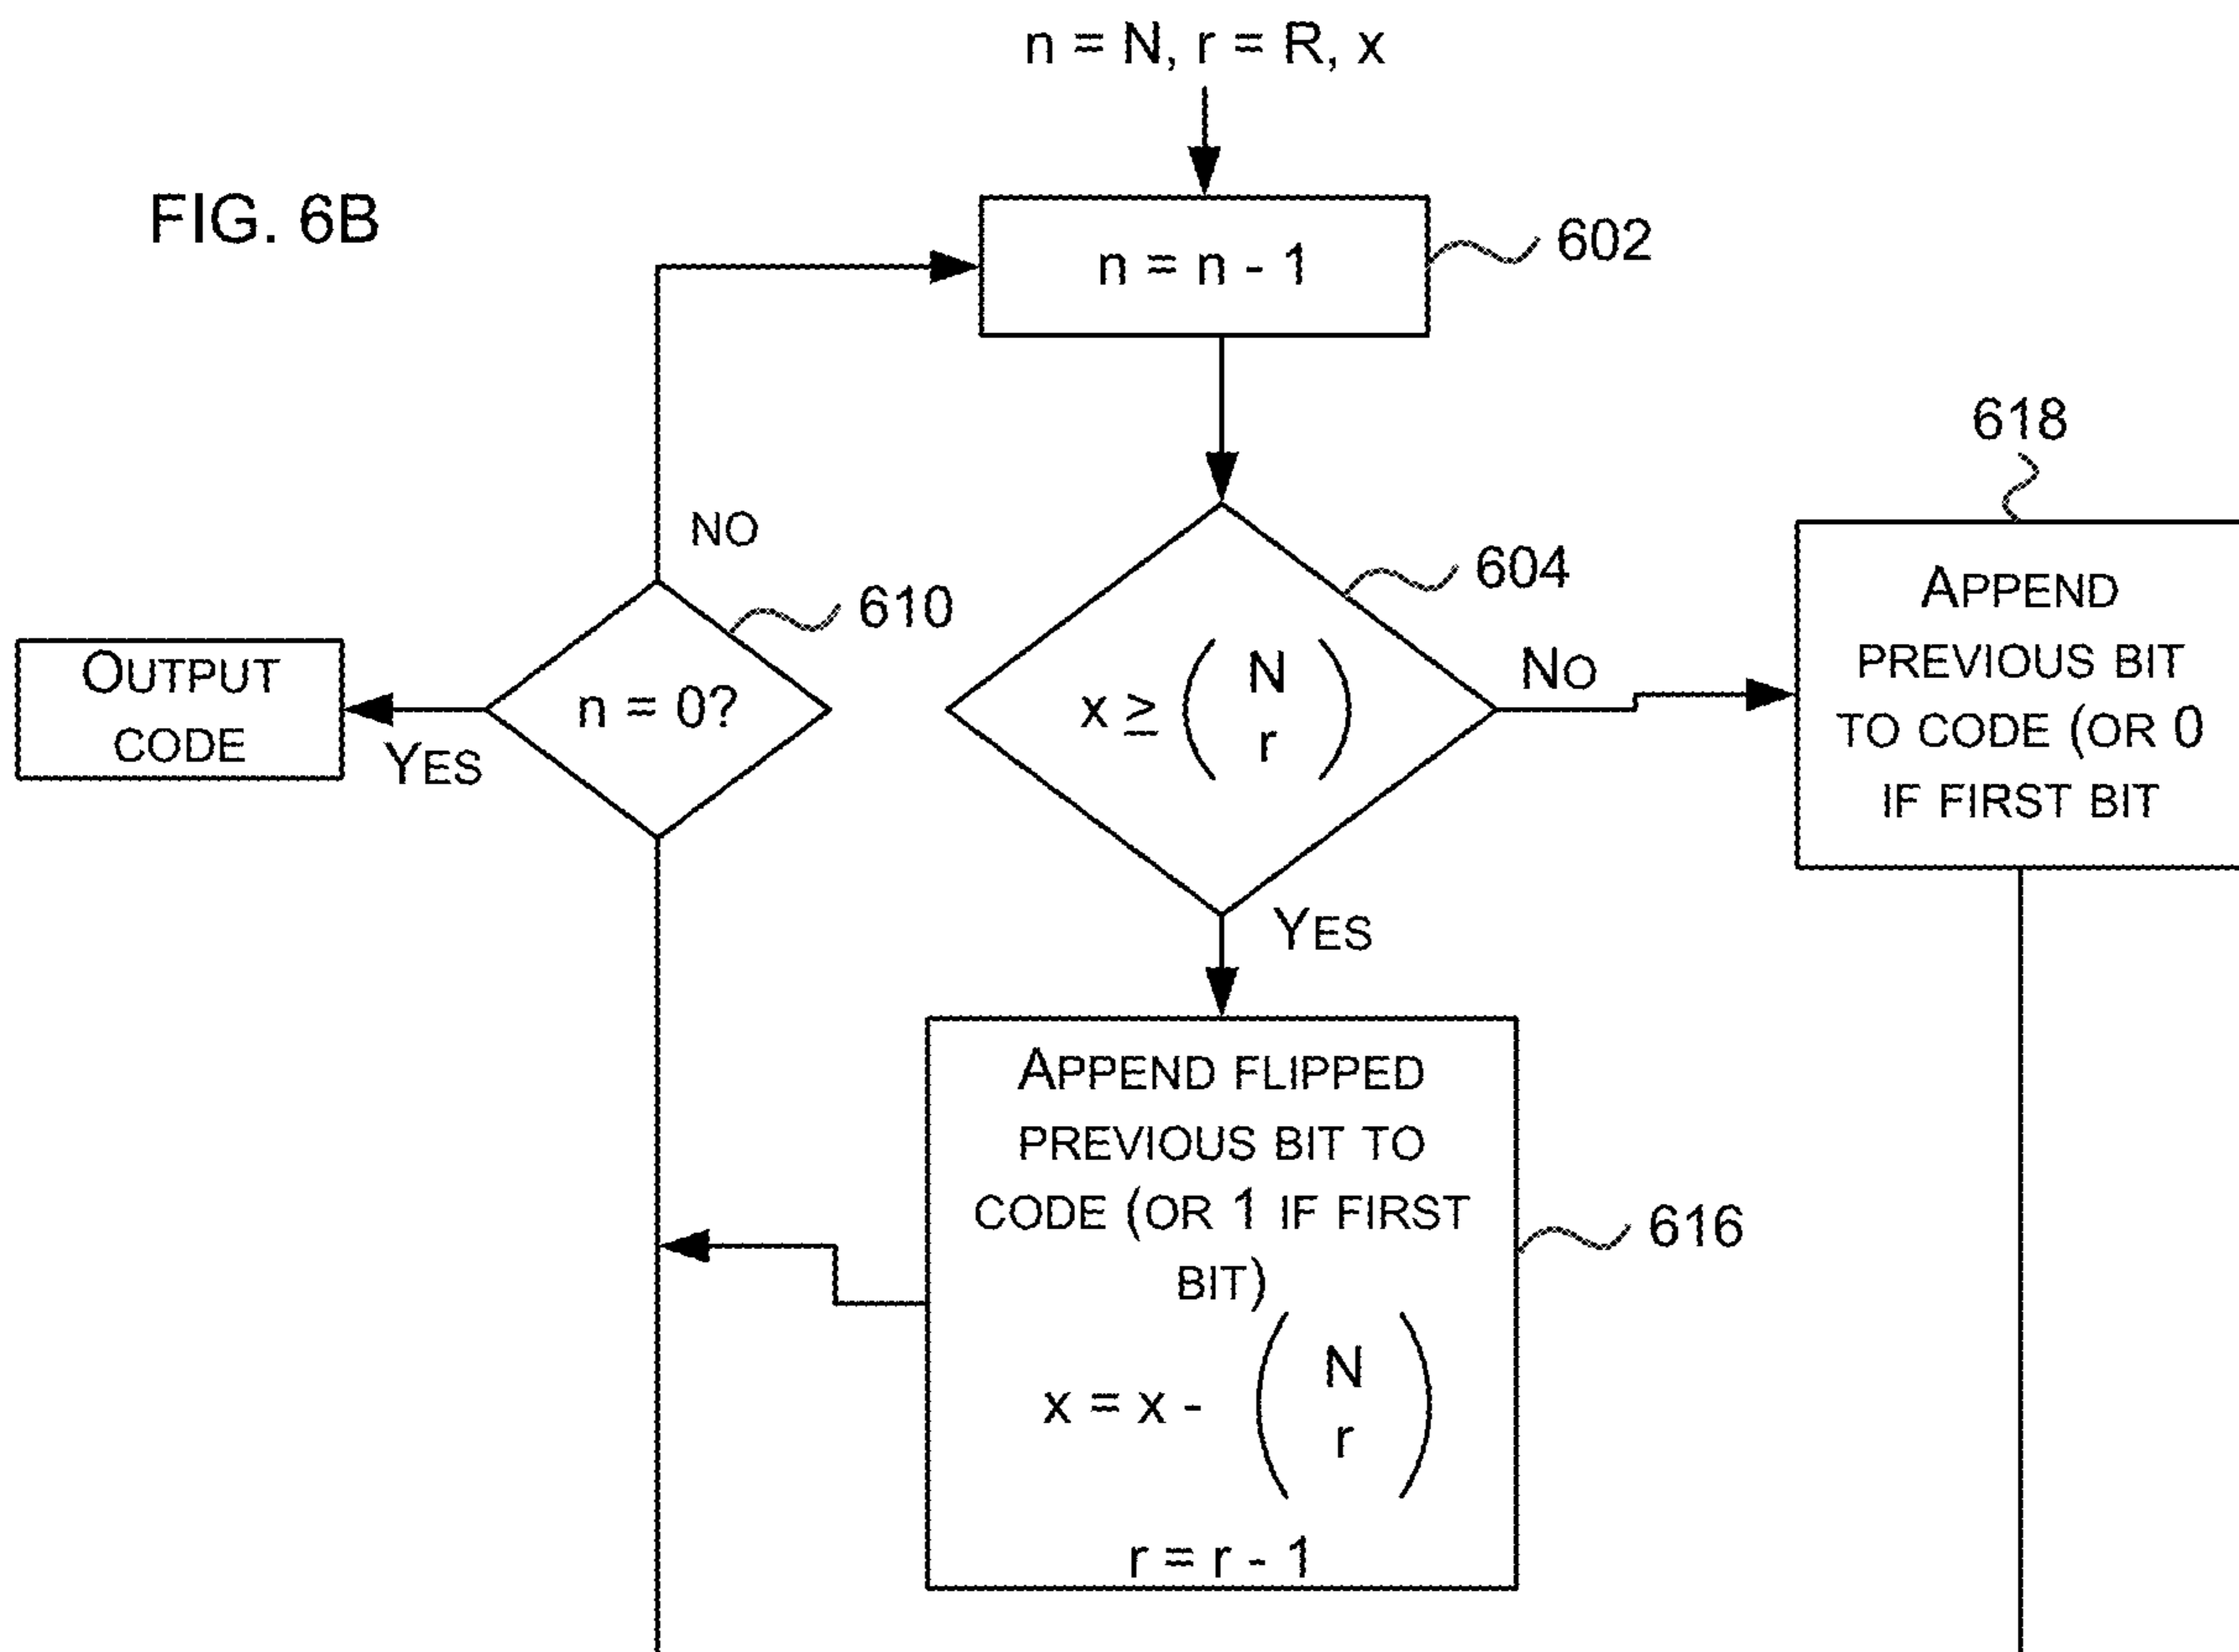 n = N, r = R, x
FIG. 6B
n = n - 1
602
618
NO
604
610
APPEND
PREVIOUS BIT
TO CODE (OR 0
IF FIRST BIT
OUTPUT
CODE
n = 0?
YES
x ≥ ( N
r )
NO
YES
APPEND FLIPPED
PREVIOUS BIT TO
CODE (OR 1 IF FIRST
BIT)
616
x = x - ( N
r )
r = r - 1